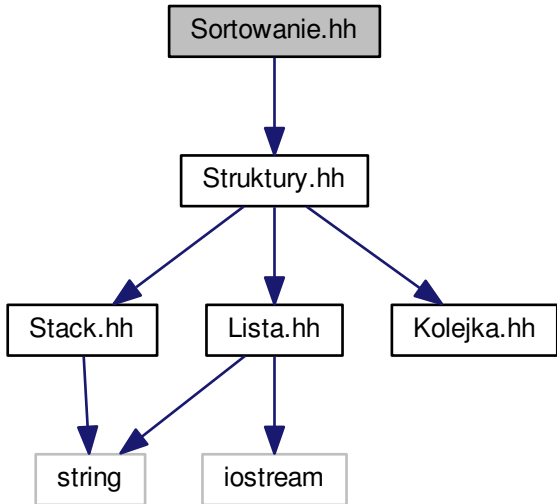 Sortowanie.hh
Struktury.hh
Stack.hh
Lista.hh
Kolejka.hh
string
iostream